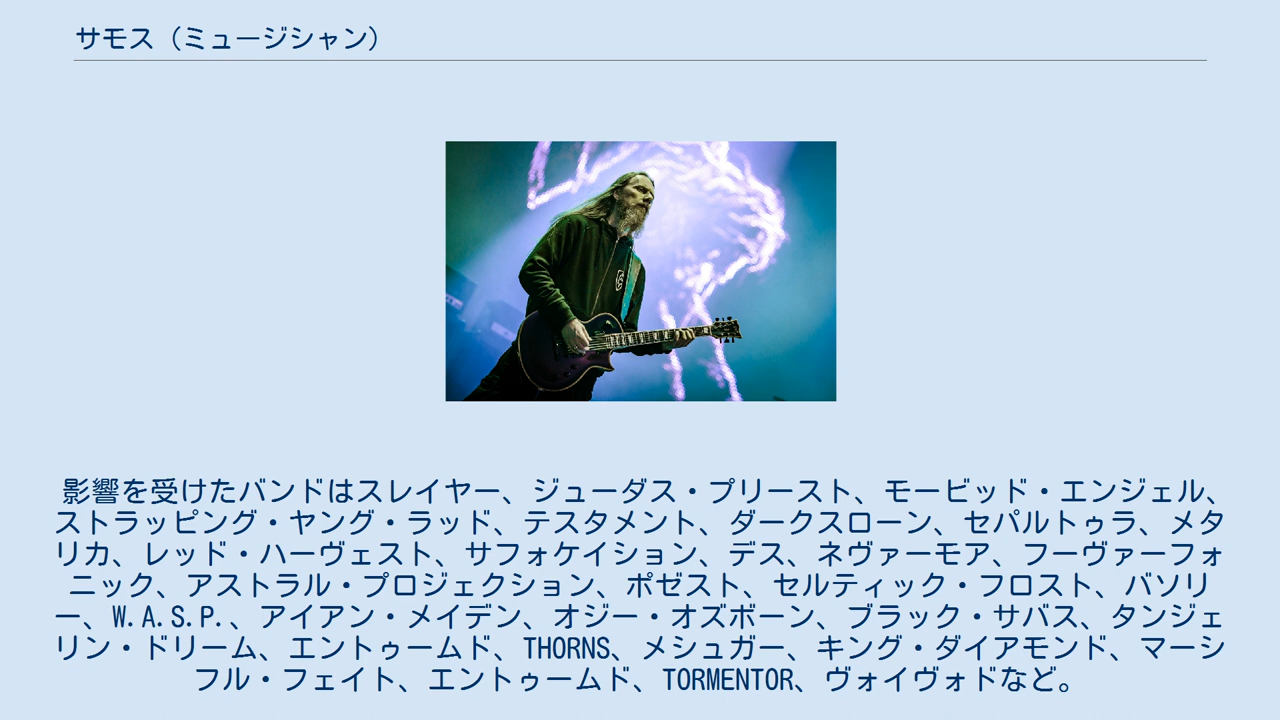 サモス（ミュージシャン）
影響を受けたバンドはスレイヤー、ジューダス・プリースト、モービッド・エンジェル、
ストラッピング・ヤング・ラッド、テスタメント、ダークスローン、セパルトゥラ、メタ
リカ、レッド・ハーヴェスト、サフォケイション、デス、ネヴァーモア、フーヴァーフォ
ニック、アストラル・プロジェクション、ポゼスト、セルティック・フロスト、バソリ
ー、W.A.S.P.、アイアン・メイデン、オジー・オズボーン、ブラック・サバス、タンジェ
リン・ドリーム、エントゥームド、THORNS、メシュガー、キング・ダイアモンド、マーシ
フル・フェイト、エントゥームド、TORMENTOR、ヴォイヴォドなど。